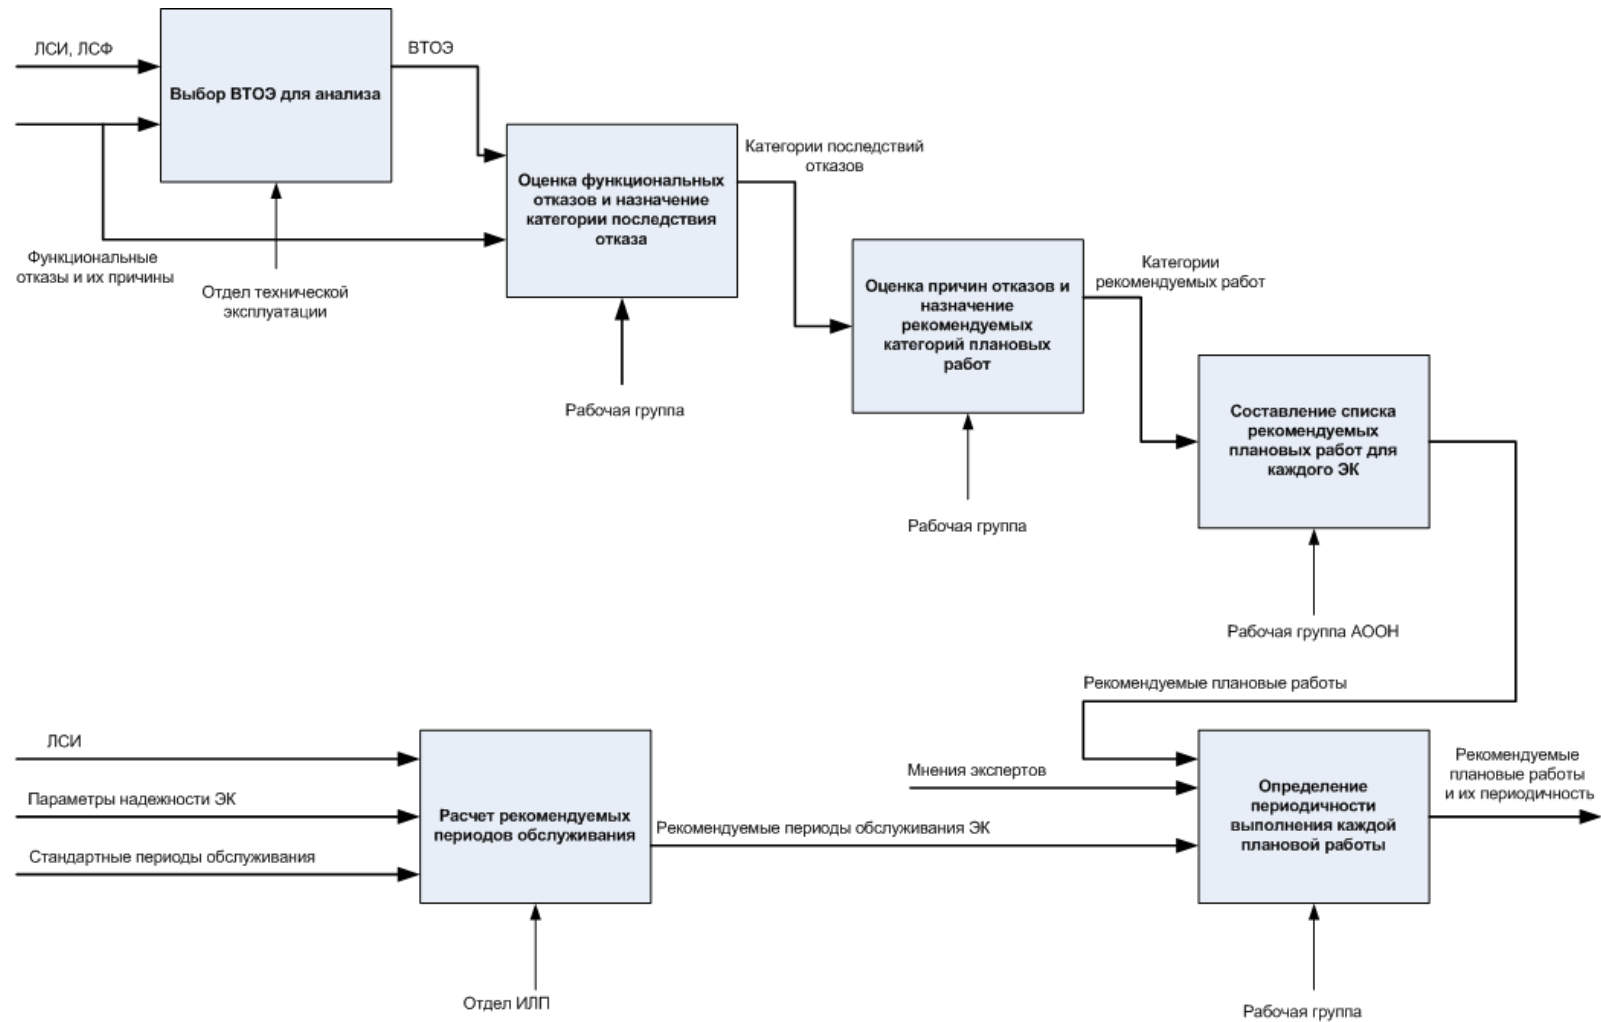 ЛСИ, ЛСФ
ВТОЭ
Выбор ВТОЭ для анализа
Категории последствий
отказов
Оценка функциональных
отказов и назначение
категории последствия
отказа
Функциональные
отказы и их причины
Отдел технической
эксплуатации
Категории
рекомендуемых работ
Оценка причин отказов и
назначение
рекомендуемых
категорий плановых
работ
Рабочая группа
Составление списка
рекомендуемых
плановых работ для
каждого ЭК
Рабочая группа
Рабочая группа АООН
Рекомендуемые плановые работы
ЛСИ
Параметры надежности ЭК
Стандартные периоды обслуживания
Расчет рекомендуемых
периодов обслуживания
Мнения экспертов
Рекомендуемые периоды обслуживания ЭК
Определение
периодичности
выполнения каждой
плановой работы
Рекомендуемые
плановые работы
и их периодичность
Отдел ИЛП
Рабочая группа